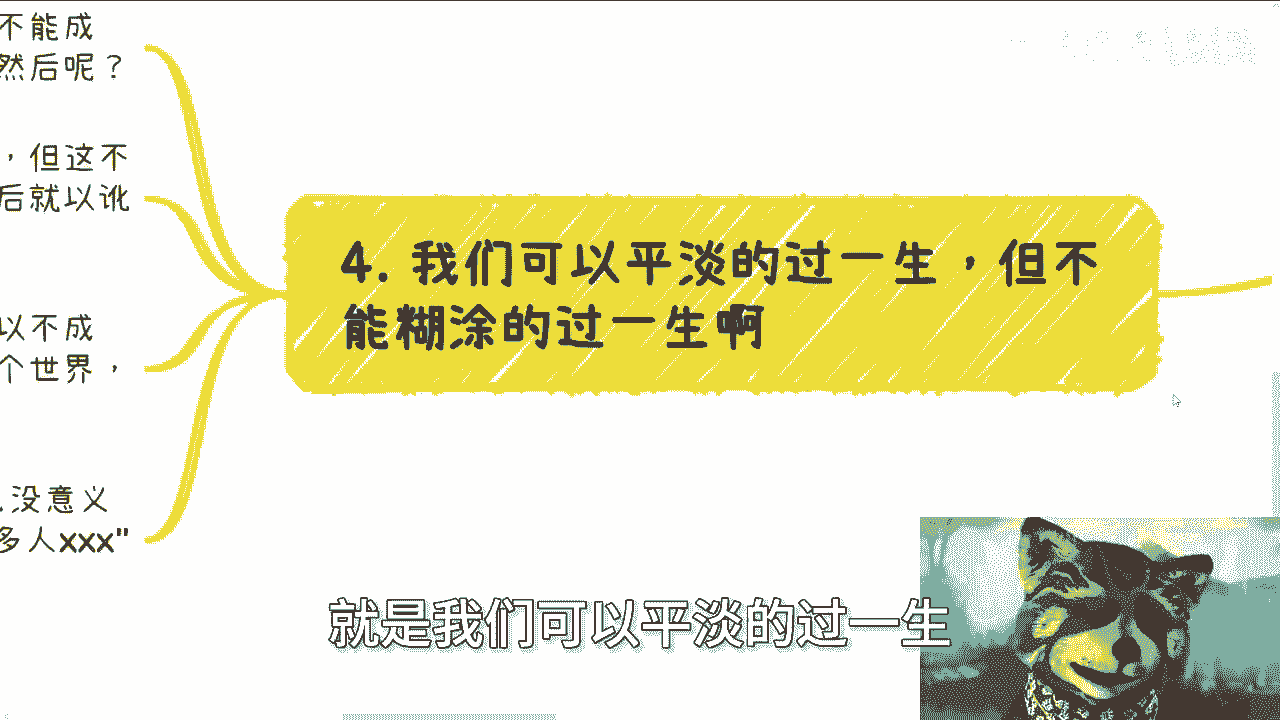 不能成
然后呢？
，但这不
后就以讹
以不成
个世界，
没意义
多人xxx"
4. 我们可以平淡的过一生，但不
能糊涂的过一生啊
就是我们可以平淡的过一生